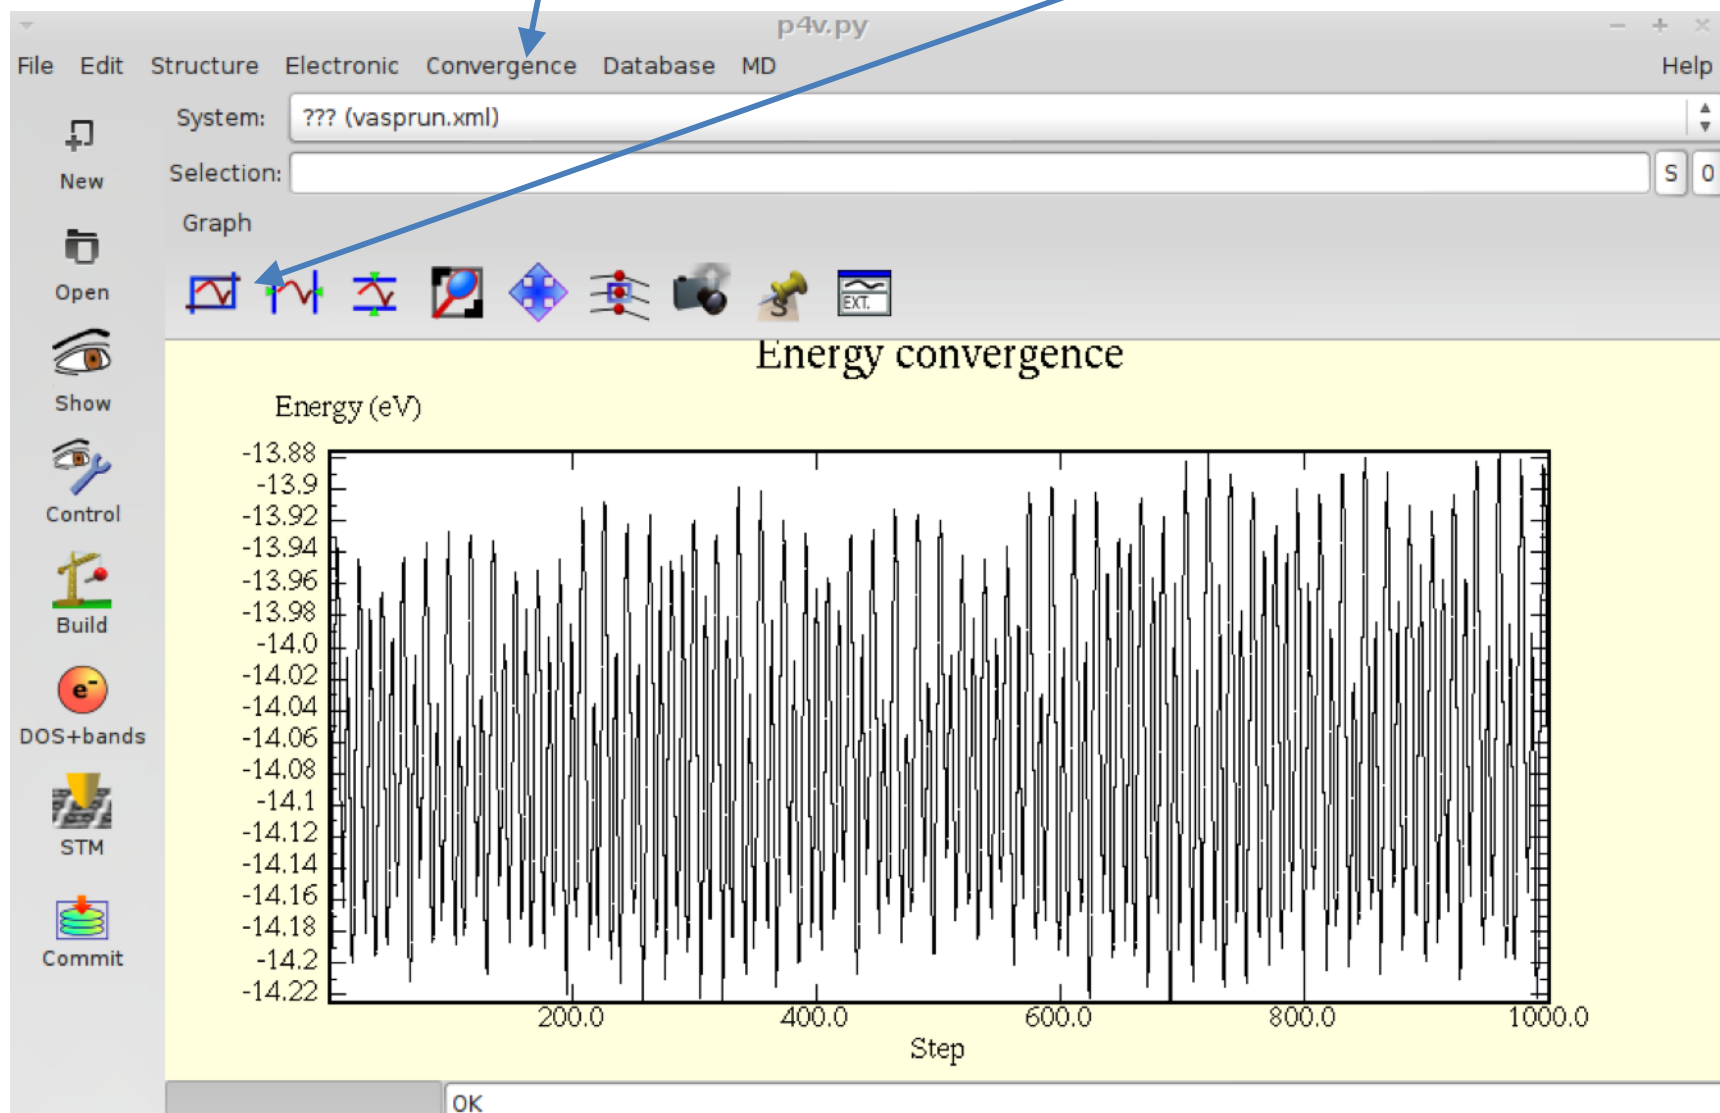 p4v.py
File Edit Structure Electronic Convergence Database MD Help
System: ??? (vasprun.xml)
Selection: S 0
Graph
New
Open
Show
Control
Build
e-
DOS+bands
STM
Commit
S
EXT.
Energy convergence
Energy (eV)
-13.88
-13.9
-13.92
-13.94
-13.96
-13.98
-14.0
-14.02
-14.04
-14.06
-14.08
-14.1
-14.12
-14.14
-14.16
-14.18
-14.2
-14.22
200.0 400.0 600.0 800.0 1000.0
Step
OK